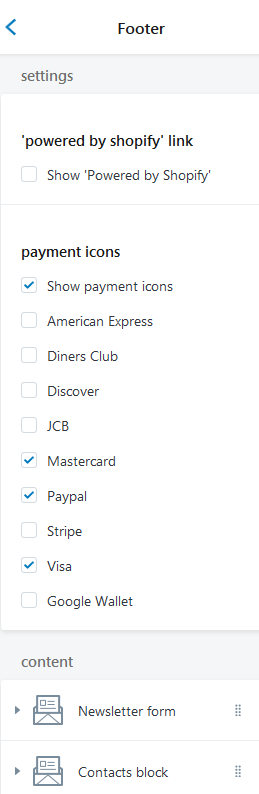 Footer
settings
'powered by shopify' link
Show 'Powered by Shopify'
payment icons
Show payment icons
American Express
Diners Club
Discover
JCB
Mastercard
Paypal
Stripe
Visa
Google Wallet
content
Newsletter form
Contacts block